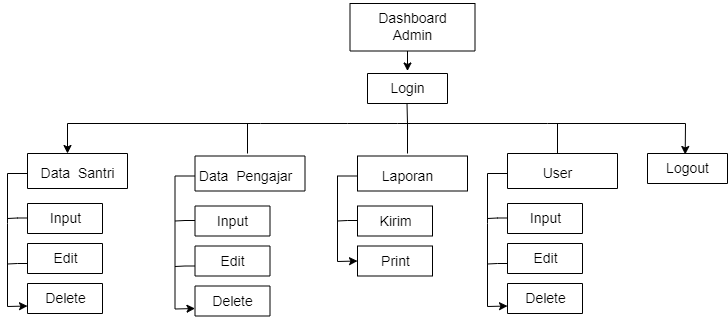 Dashboard
Admin
Login
Data Santri
Input
Edit
Delete
Data Pengajar
Input
Edit
Delete
Laporan
Kirim
Print
User
Input
Edit
Delete
Logout